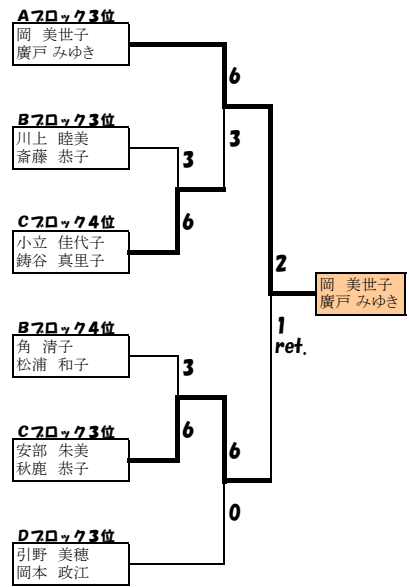 Aブロック3位
岡 美世子
廣戸 みゆき
6
Bブロック3位
川上 睦美
斎藤 恭子
3
3
Cブロック4位
小立 佳代子
鋳谷 真里子
6
2
岡 美世子
廣戸 みゆき
1
ret.
Bブロック4位
角 清子
松浦 和子
3
Cブロック3位
安部 朱美
秋鹿 恭子
6
6
0
Dブロック3位
引野 美穂
岡本 政江